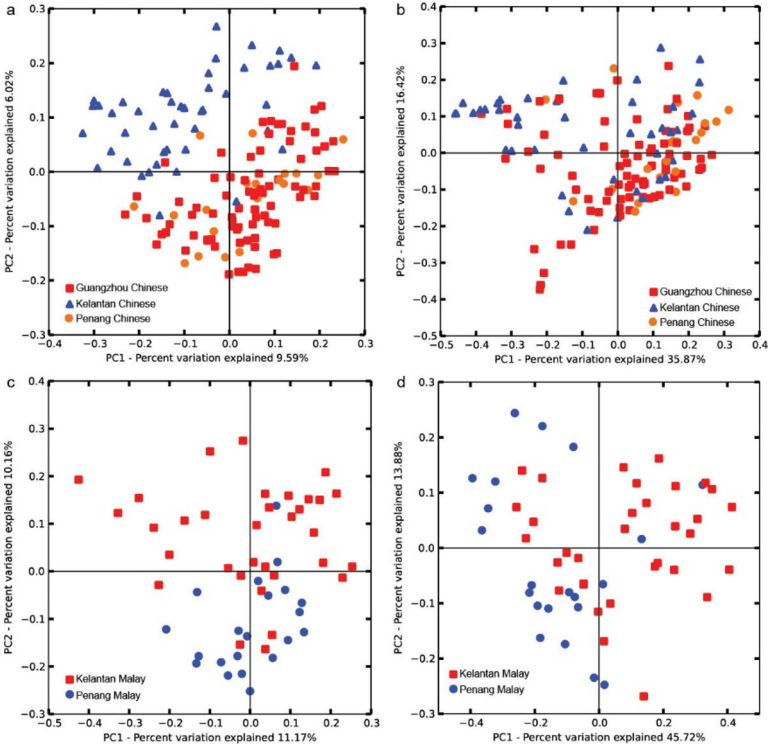 a
0.3
0.2
0.1
0.0
−0.1
−0.2
−0.3
PC2 - Percent variation explained 6.02%
Guangzhou Chinese
Kelantan Chinese
Penang Chinese
−0.4 −0.3 −0.2 −0.1 0.0 0.1 0.2 0.3
PC1 - Percent variation explained 9.59%
b
0.4
0.3
0.2
0.1
0.0
−0.1
−0.2
−0.3
−0.4
−0.5
PC2 - Percent variation explained 16.42%
Guangzhou Chinese
Kelantan Chinese
Penang Chinese
−0.5 −0.4 −0.3 −0.2 −0.1 0.0 0.1 0.2 0.3 0.4
PC1 - Percent variation explained 35.87%
c
0.4
0.3
0.2
0.1
0.0
−0.1
−0.2
−0.3
PC2 - Percent variation explained 10.16%
Kelantan Malay
Penang Malay
−0.5 −0.4 −0.3 −0.2 −0.1 0.0 0.1 0.2 0.3
PC1 - Percent variation explained 11.17%
d
0.3
0.2
0.1
0.0
−0.1
−0.2
−0.3
PC2 - Percent variation explained 13.88%
Kelantan Malay
Penang Malay
−0.4 −0.2 0.0 0.2 0.4
PC1 - Percent variation explained 45.72%